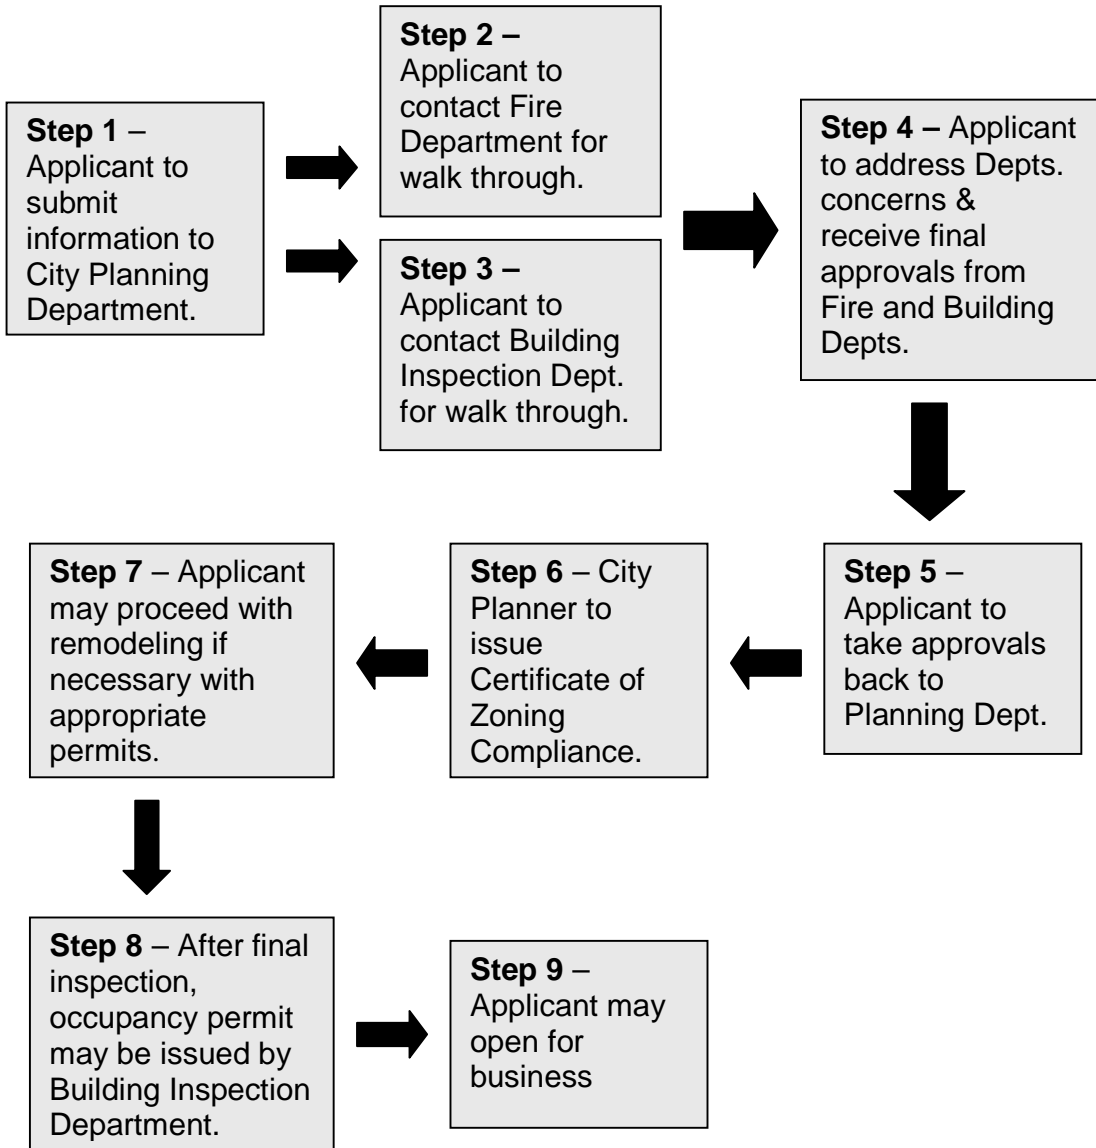 Step 1 –
Applicant to
submit
information to
City Planning
Department.
Step 2 –
Applicant to
contact Fire
Department for
walk through.
Step 3 –
Applicant to
contact Building
Inspection Dept.
for walk through.
Step 4 – Applicant
to address Depts.
concerns &
receive final
approvals from
Fire and Building
Depts.
Step 5 –
Applicant to
take approvals
back to
Planning Dept.
Step 6 – City
Planner to
issue
Certificate of
Zoning
Compliance.
Step 7 – Applicant
may proceed with
remodeling if
necessary with
appropriate
permits.
Step 8 – After final
inspection,
occupancy permit
may be issued by
Building Inspection
Department.
Step 9 –
Applicant may
open for
business